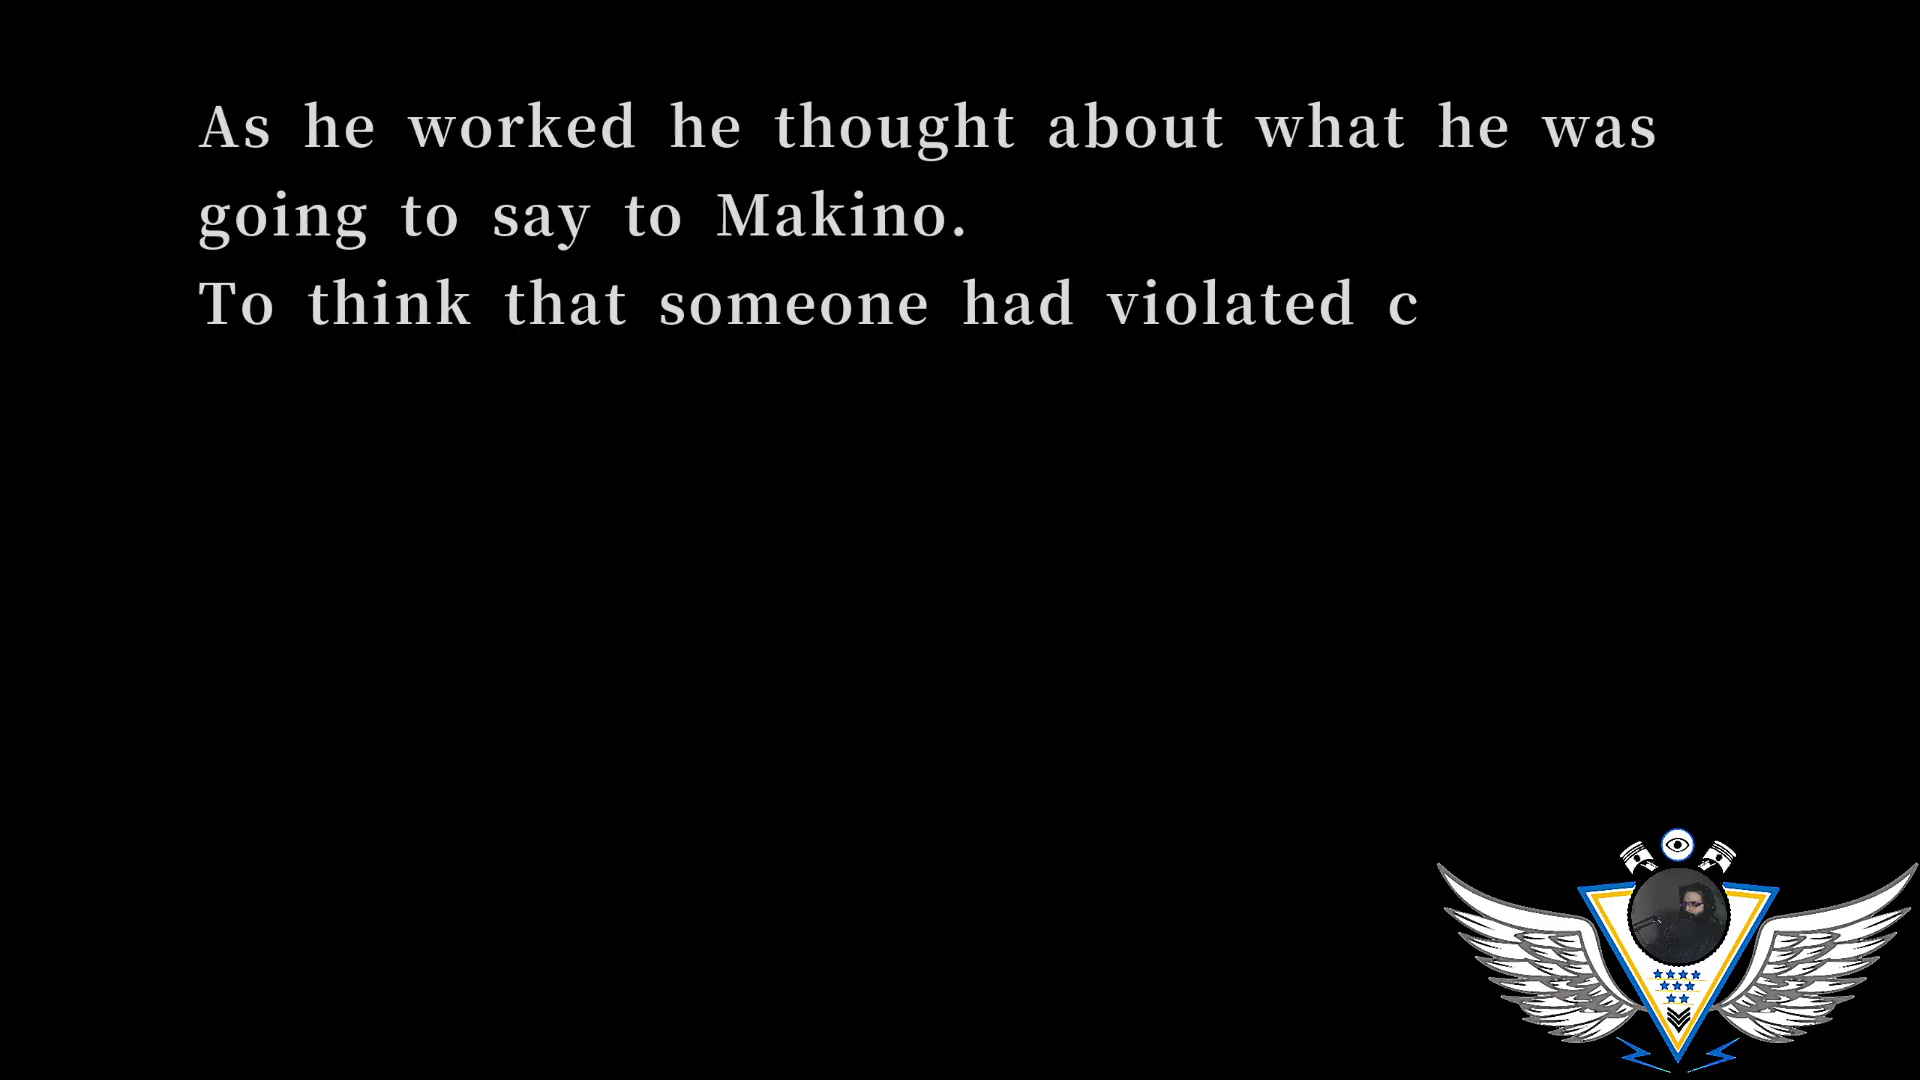 As he worked he thought about what he was
going to say to Makino.
To think that someone had violated c